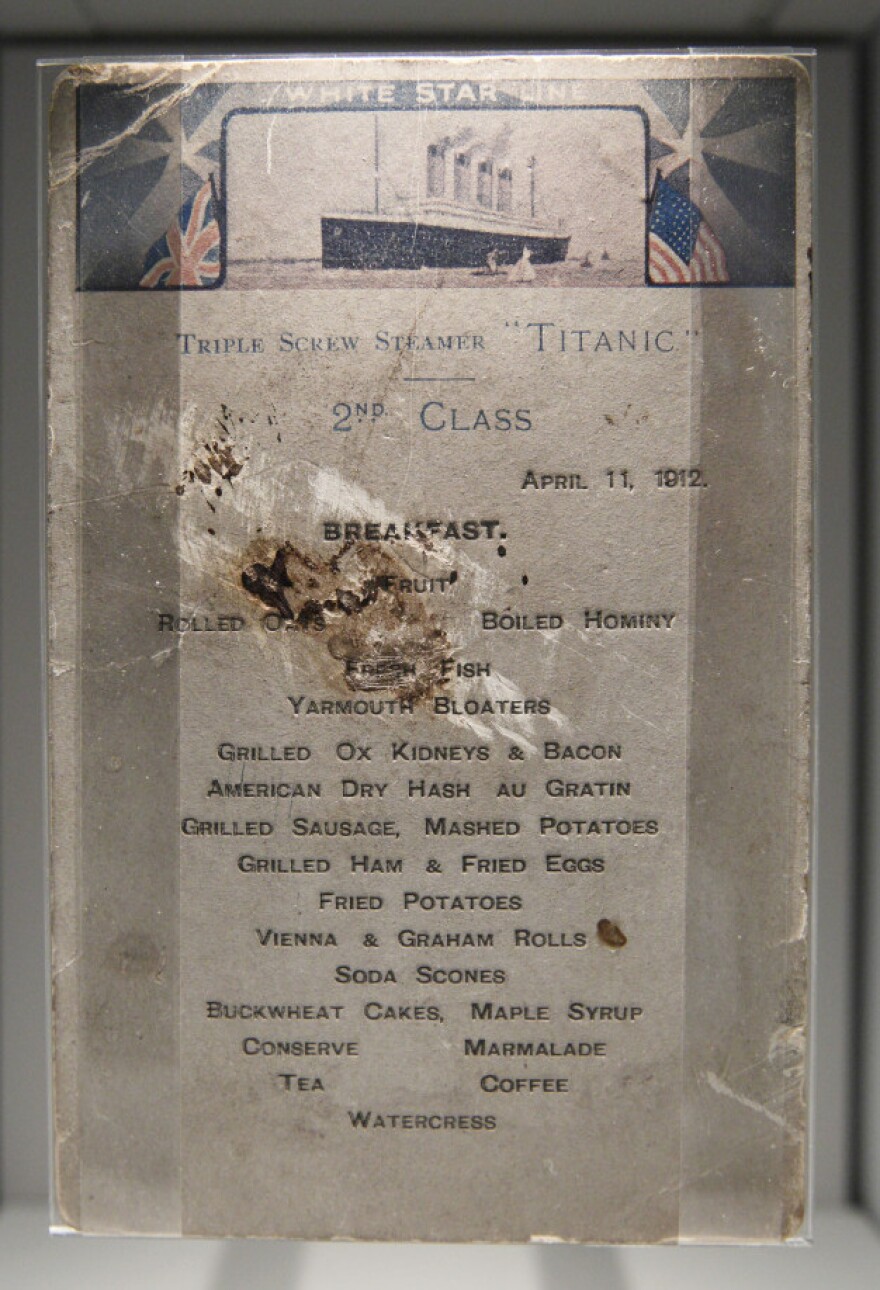 WHITE STAR LINE
TRIPLE SCREW STEAMER "TITANIC"
2ND. CLASS
APRIL 11, 1912.
BREAKFAST.
FRUIT
ROLLED OATS BOILED HOMINY
FRESH FISH
YARMOUTH BLOATERS
GRILLED OX KIDNEYS & BACON
AMERICAN DRY HASH AU GRATIN
GRILLED SAUSAGE, MASHED POTATOES
GRILLED HAM & FRIED EGGS
FRIED POTATOES
VIENNA & GRAHAM ROLLS
SODA SCONES
BUCKWHEAT CAKES, MAPLE SYRUP
CONSERVE MARMALADE
TEA COFFEE
WATERCRESS